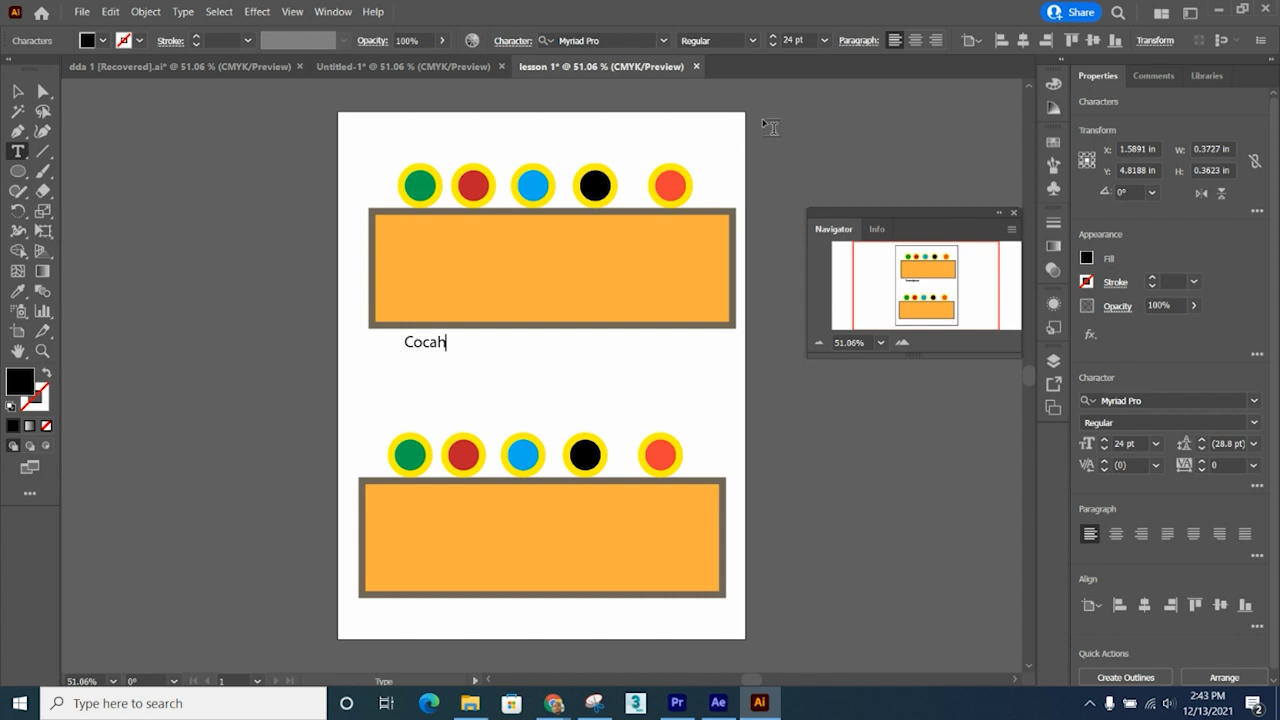 Ai File Edit Object Type Select Effect View Window Help Share
Characters Stroke: Opacity: 100% Character: Myriad Pro Regular 24 pt Paragraph: Transform
dda 1 [Recovered].ai* @ 51.06 % (CMYK/Preview) × Untitled-1* @ 51.06 % (CMYK/Preview) × lesson 1* @ 51.06 % (CMYK/Preview) ×
Properties Comments Libraries
Characters
Transform
X: 1.5891 in W: 0.3727 in
Y: 4.8188 in H: 0.3623 in
0°
Navigator Info
51.06%
Appearance
Fill
Stroke
Opacity 100%
fx.
Cocah
Character
Myriad Pro
Regular
24 pt (28.8 pt)
(0) 0
Paragraph
Align
Quick Actions
Create Outlines Arrange
51.06% 0° 1 Type
Type here to search
Pr Ae Ai
2:43 PM
12/13/2021
2